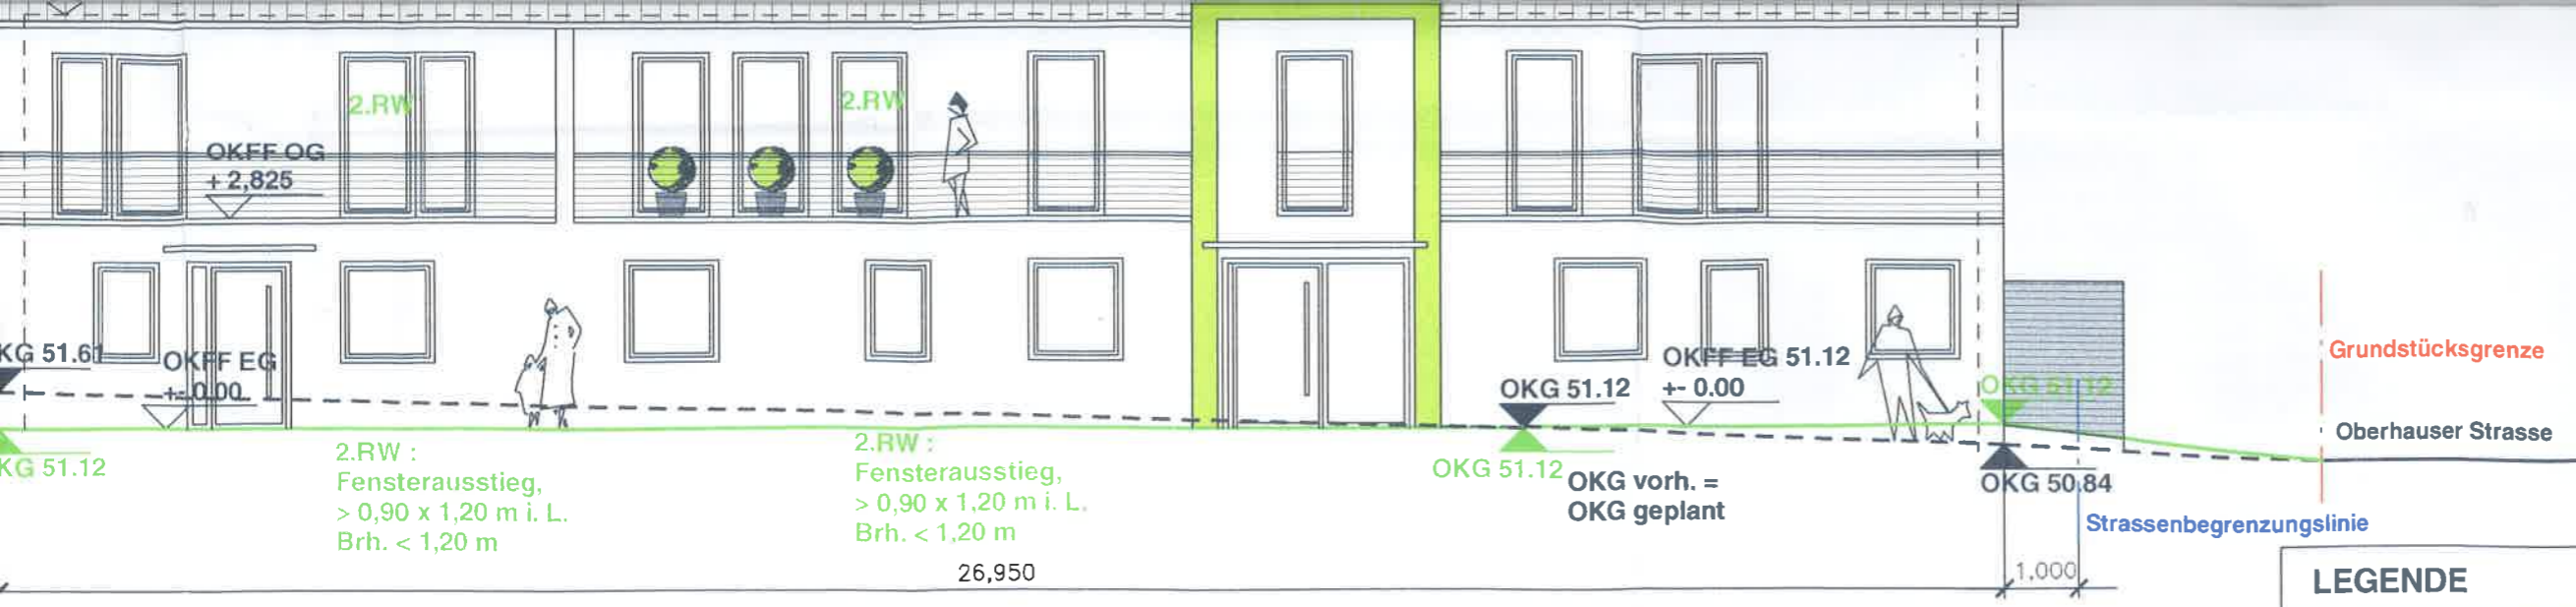 2.RW
2.RW
OKFF OG
+ 2,825
KG 51.61
OKFF EG
+- 0.00
OKG 51.12
OKFF EG 51.12
+- 0.00
OKG 51.12
Grundstücksgrenze
Oberhauser Strasse
KG 51.12
2.RW :
Fensterausstieg,
> 0,90 x 1,20 m i. L.
Brh. < 1,20 m
2.RW :
Fensterausstieg,
> 0,90 x 1,20 m i. L.
Brh. < 1,20 m
OKG 51.12
OKG vorh. =
OKG geplant
OKG 50.84
Strassenbegrenzungslinie
26,950
1,000
LEGENDE